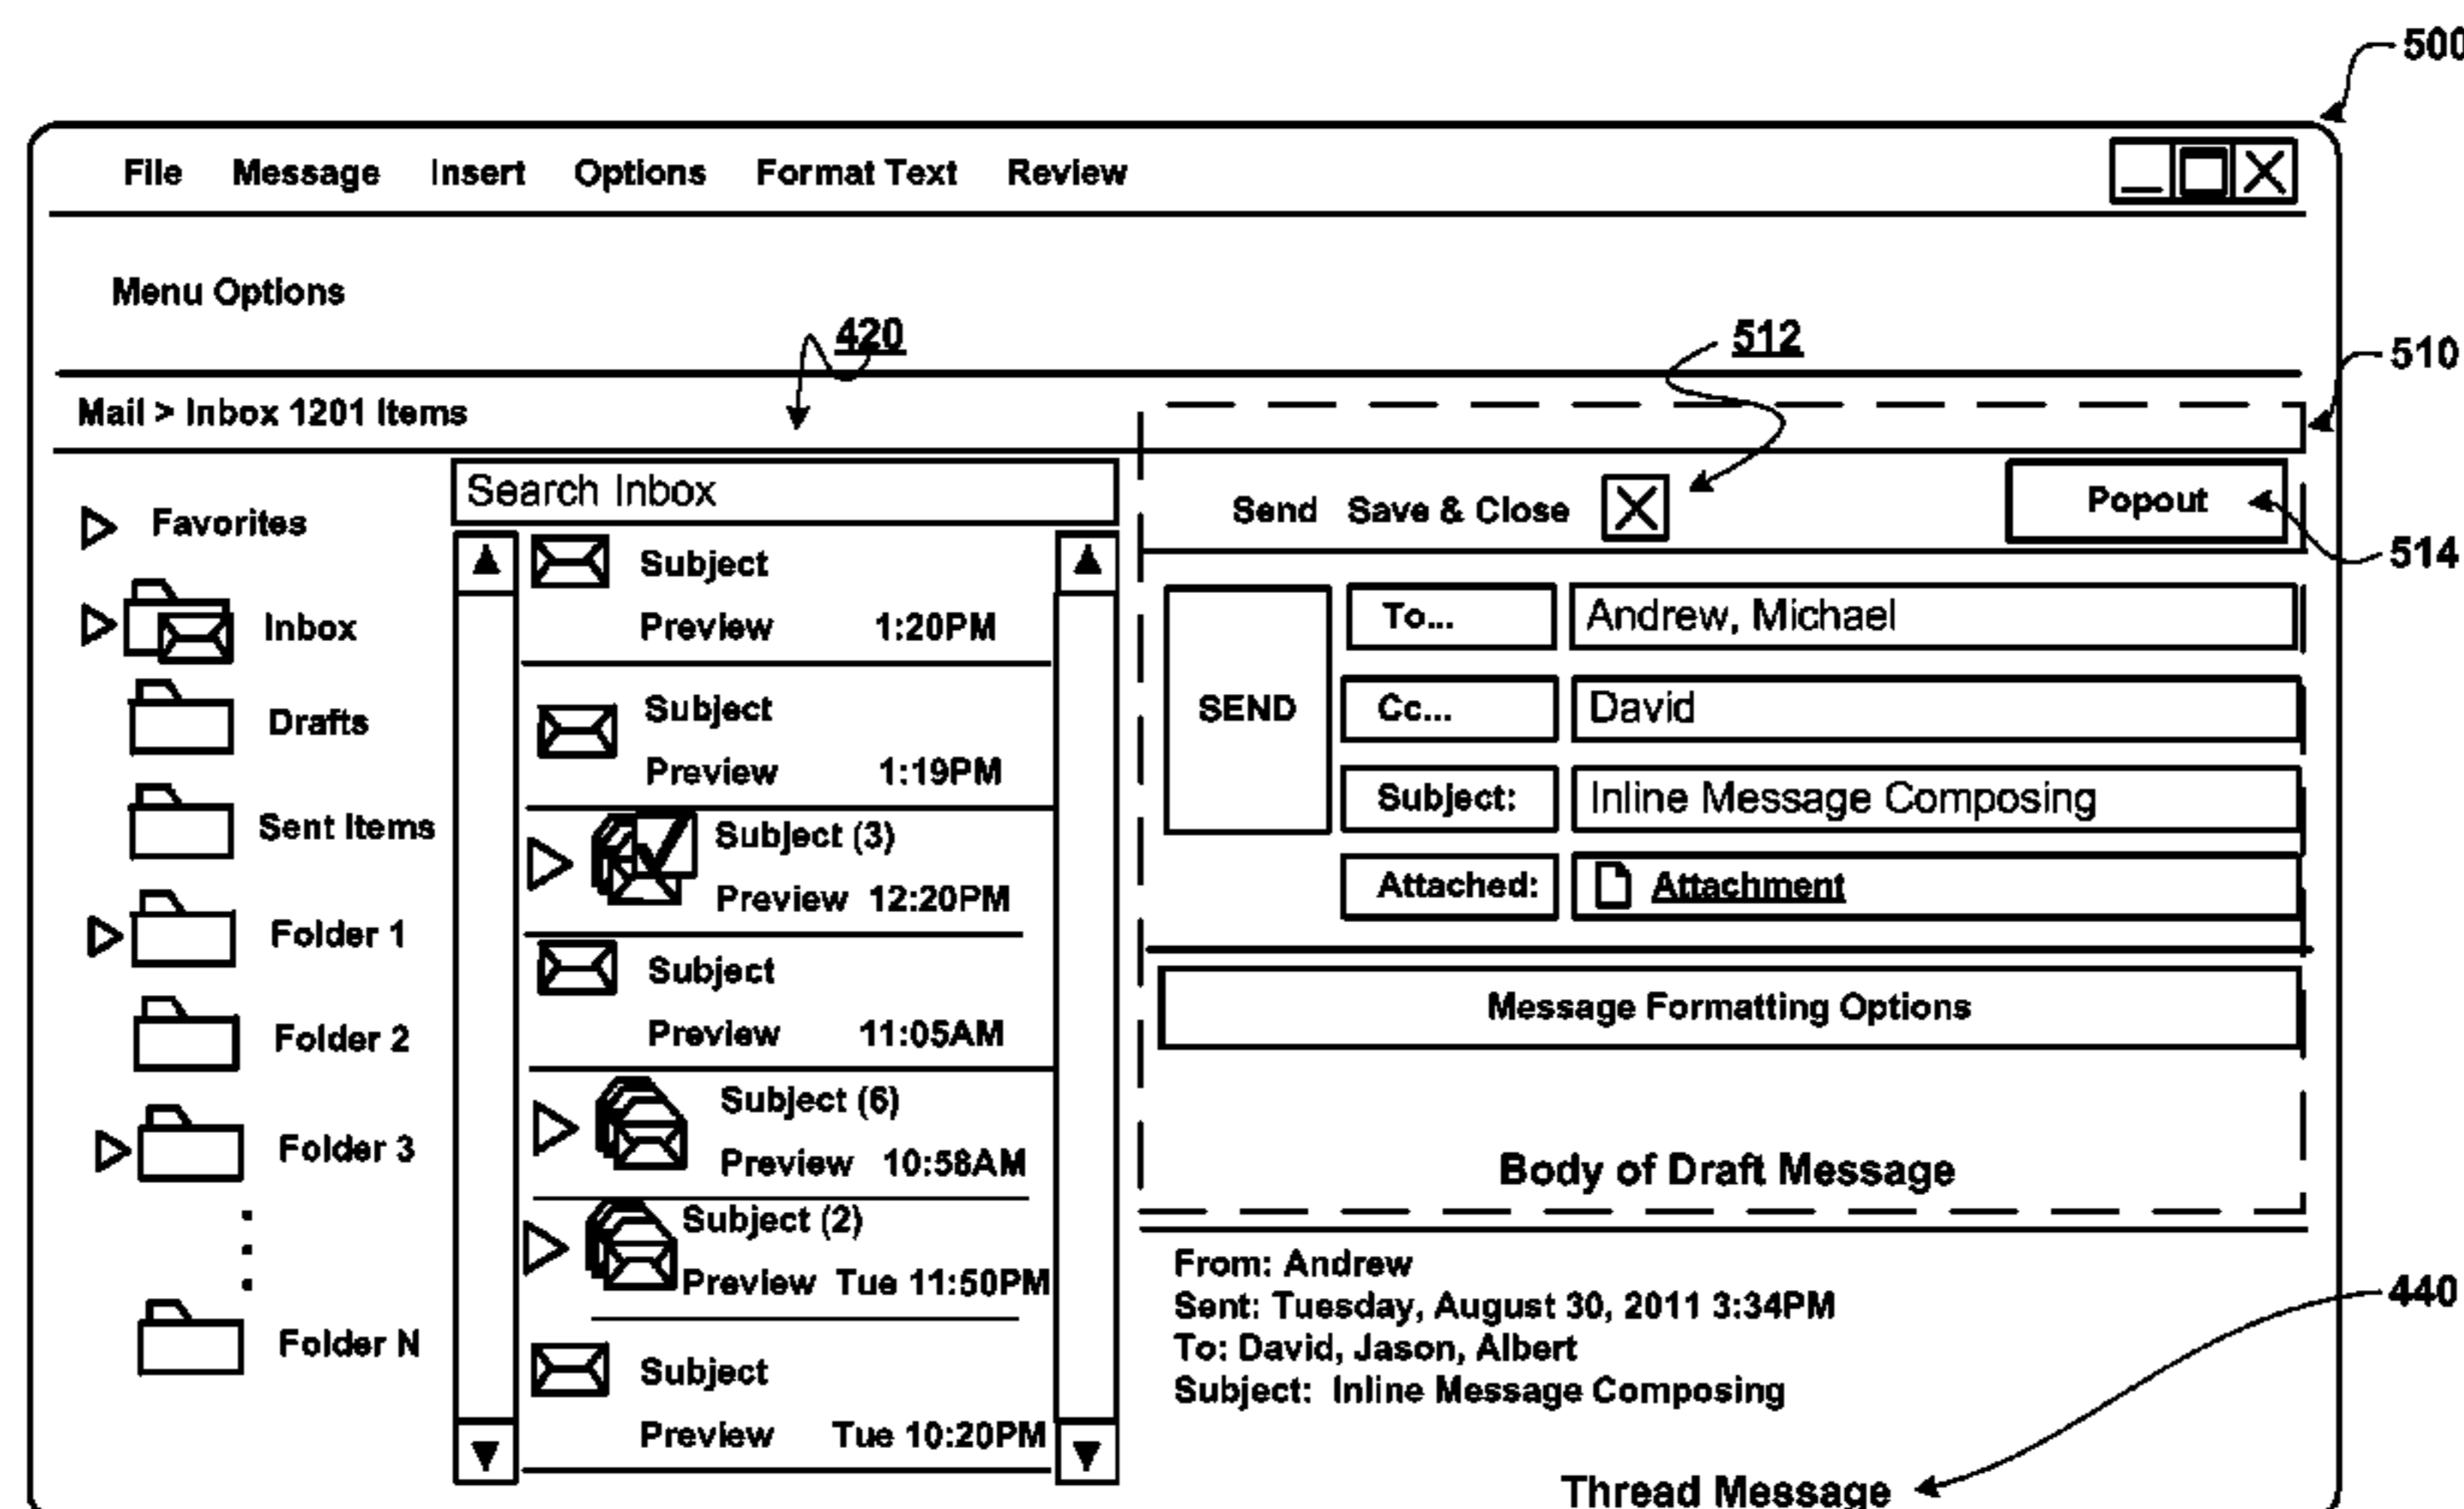 500
File Message Insert Options Format Text Review
Menu Options
420
512
510
Mail > Inbox 1201 Items
Search Inbox
Favorites
Inbox
Drafts
Sent Items
Folder 1
Folder 2
Folder 3
Folder N
Subject
Preview 1:20PM
Subject
Preview 1:19PM
Subject (3)
Preview 12:20PM
Subject
Preview 11:05AM
Subject (6)
Preview 10:58AM
Subject (2)
Preview Tue 11:50PM
Subject
Preview Tue 10:20PM
Send Save & Close
Popout
514
SEND
To... Andrew, Michael
Cc... David
Subject: Inline Message Composing
Attached: Attachment
Message Formatting Options
Body of Draft Message
From: Andrew
Sent: Tuesday, August 30, 2011 3:34PM
To: David, Jason, Albert
Subject: Inline Message Composing
440
Thread Message